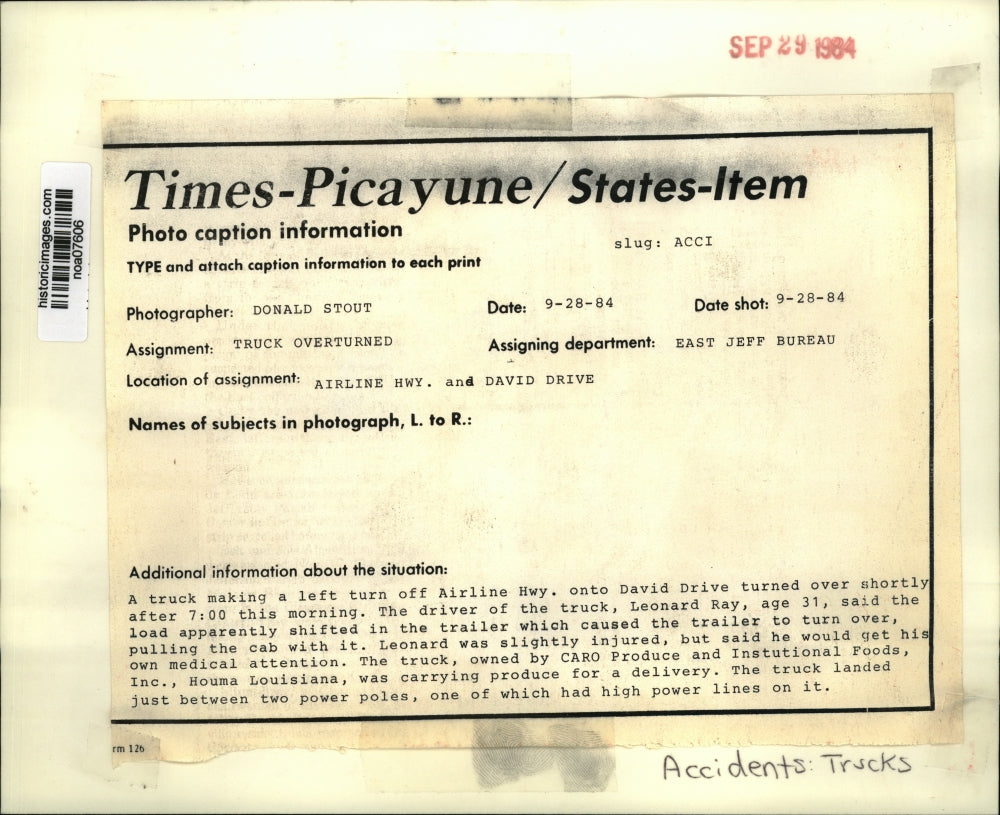 SEP 29 1984
historicimages.com
noa07606
Times-Picayune/States-Item
Photo caption information
slug: ACCI
TYPE and attach caption information to each print
Photographer: DONALD STOUT Date: 9-28-84 Date shot: 9-28-84
Assignment: TRUCK OVERTURNED Assigning department: EAST JEFF BUREAU
Location of assignment: AIRLINE HWY. and DAVID DRIVE
Names of subjects in photograph, L. to R.:
Additional information about the situation:
A truck making a left turn off Airline Hwy. onto David Drive turned over shortly
after 7:00 this morning. The driver of the truck, Leonard Ray, age 31, said the
load apparently shifted in the trailer which caused the trailer to turn over,
pulling the cab with it. Leonard was slightly injured, but said he would get his
own medical attention. The truck, owned by CARO Produce and Instutional Foods,
Inc., Houma Louisiana, was carrying produce for a delivery. The truck landed
just between two power poles, one of which had high power lines on it.
rm 126
Accidents: Trucks